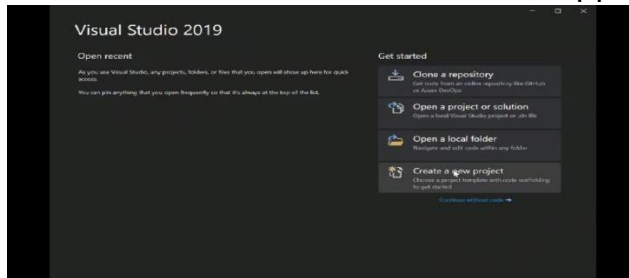 Visual Studio 2019
Open recent
As you use Visual Studio, any projects, folders, or files that you open will show up here for quick
access.
You can pin anything that you open frequently so that it's always at the top of the list.
Get started
Clone a repository
Get code from an online repository like GitHub
or Azure DevOps
Open a project or solution
Open a local Visual Studio project or .sln file
Open a local folder
Navigate and edit code within any folder
Create a new project
Choose a project template with code scaffolding
to get started
Continue without code →